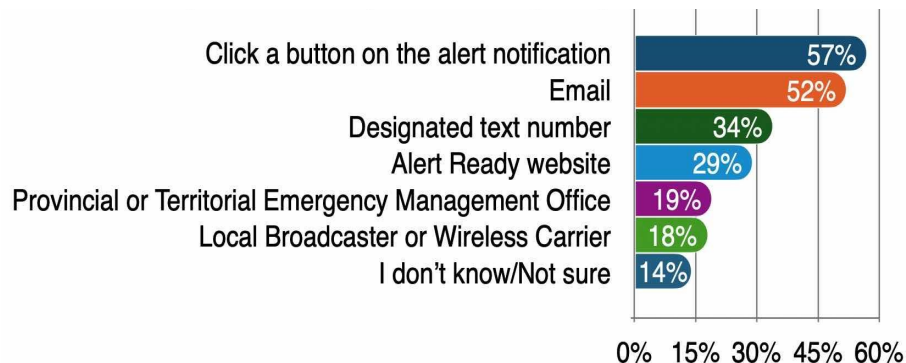 Click a button on the alert notification 57%
Email 52%
Designated text number 34%
Alert Ready website 29%
Provincial or Territorial Emergency Management Office 19%
Local Broadcaster or Wireless Carrier 18%
I don't know/Not sure 14%
0% 15% 30% 45% 60%